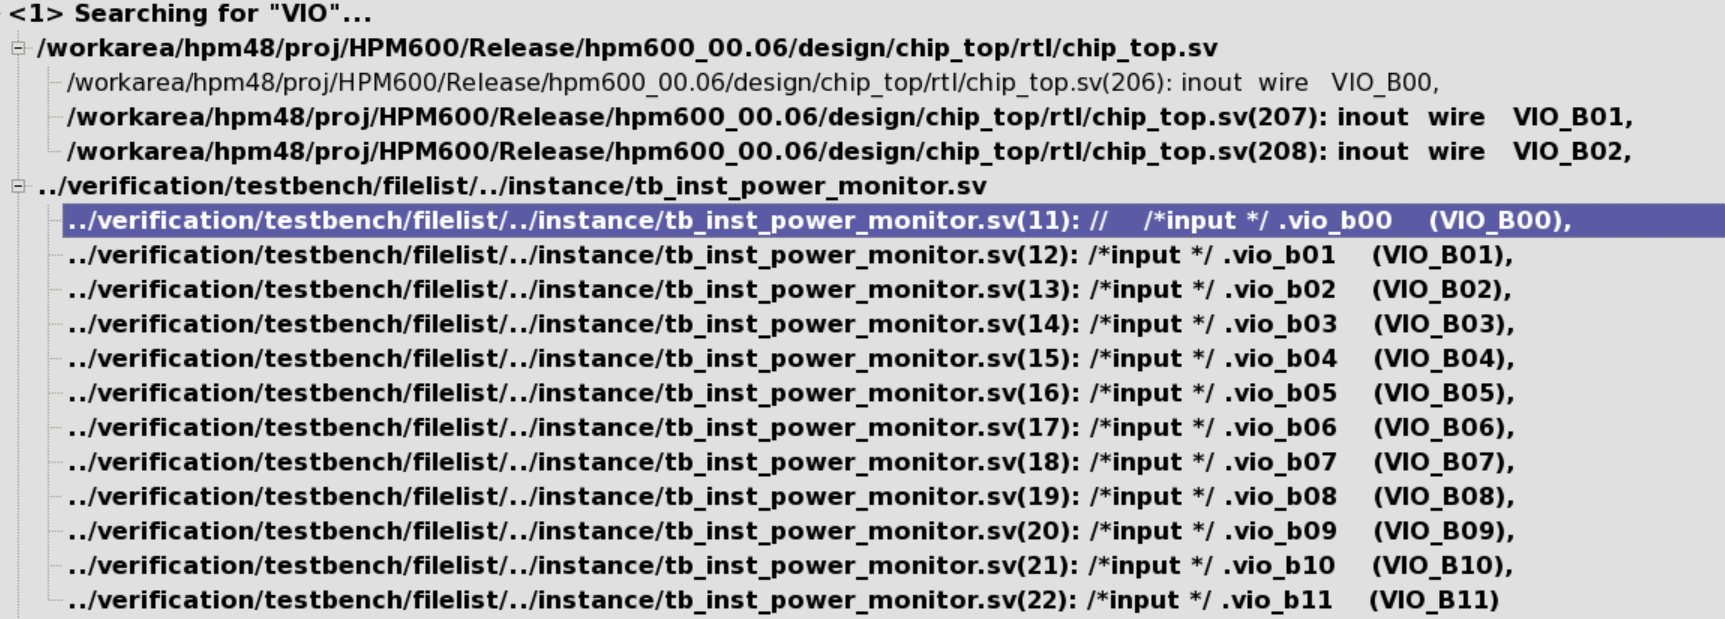 <1> Searching for "VIO"...
/workarea/hpm48/proj/HPM600/Release/hpm600_00.06/design/chip_top/rtl/chip_top.sv
/workarea/hpm48/proj/HPM600/Release/hpm600_00.06/design/chip_top/rtl/chip_top.sv(206): inout  wire   VIO_B00,
/workarea/hpm48/proj/HPM600/Release/hpm600_00.06/design/chip_top/rtl/chip_top.sv(207): inout  wire   VIO_B01,
/workarea/hpm48/proj/HPM600/Release/hpm600_00.06/design/chip_top/rtl/chip_top.sv(208): inout  wire   VIO_B02,
../verification/testbench/filelist/../instance/tb_inst_power_monitor.sv
../verification/testbench/filelist/../instance/tb_inst_power_monitor.sv(11): //    /*input */ .vio_b00    (VIO_B00),
../verification/testbench/filelist/../instance/tb_inst_power_monitor.sv(12): /*input */ .vio_b01    (VIO_B01),
../verification/testbench/filelist/../instance/tb_inst_power_monitor.sv(13): /*input */ .vio_b02    (VIO_B02),
../verification/testbench/filelist/../instance/tb_inst_power_monitor.sv(14): /*input */ .vio_b03    (VIO_B03),
../verification/testbench/filelist/../instance/tb_inst_power_monitor.sv(15): /*input */ .vio_b04    (VIO_B04),
../verification/testbench/filelist/../instance/tb_inst_power_monitor.sv(16): /*input */ .vio_b05    (VIO_B05),
../verification/testbench/filelist/../instance/tb_inst_power_monitor.sv(17): /*input */ .vio_b06    (VIO_B06),
../verification/testbench/filelist/../instance/tb_inst_power_monitor.sv(18): /*input */ .vio_b07    (VIO_B07),
../verification/testbench/filelist/../instance/tb_inst_power_monitor.sv(19): /*input */ .vio_b08    (VIO_B08),
../verification/testbench/filelist/../instance/tb_inst_power_monitor.sv(20): /*input */ .vio_b09    (VIO_B09),
../verification/testbench/filelist/../instance/tb_inst_power_monitor.sv(21): /*input */ .vio_b10    (VIO_B10),
../verification/testbench/filelist/../instance/tb_inst_power_monitor.sv(22): /*input */ .vio_b11    (VIO_B11)